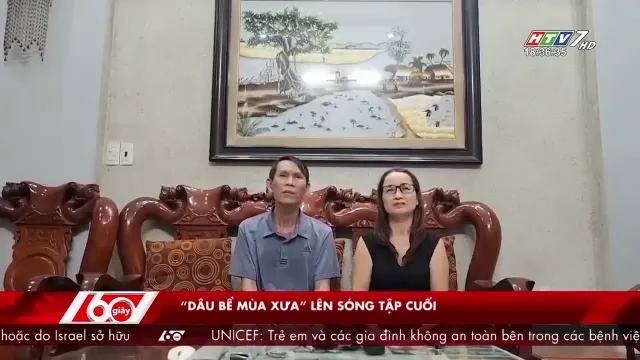 HTV7 HD
18:36:35
60 giây
“DÂU BỂ MÙA XƯA” LÊN SÓNG TẬP CUỐI
hoặc do Israel sở hữu 60s UNICEF: Trẻ em và các gia đình không an toàn bên trong các bệnh việ